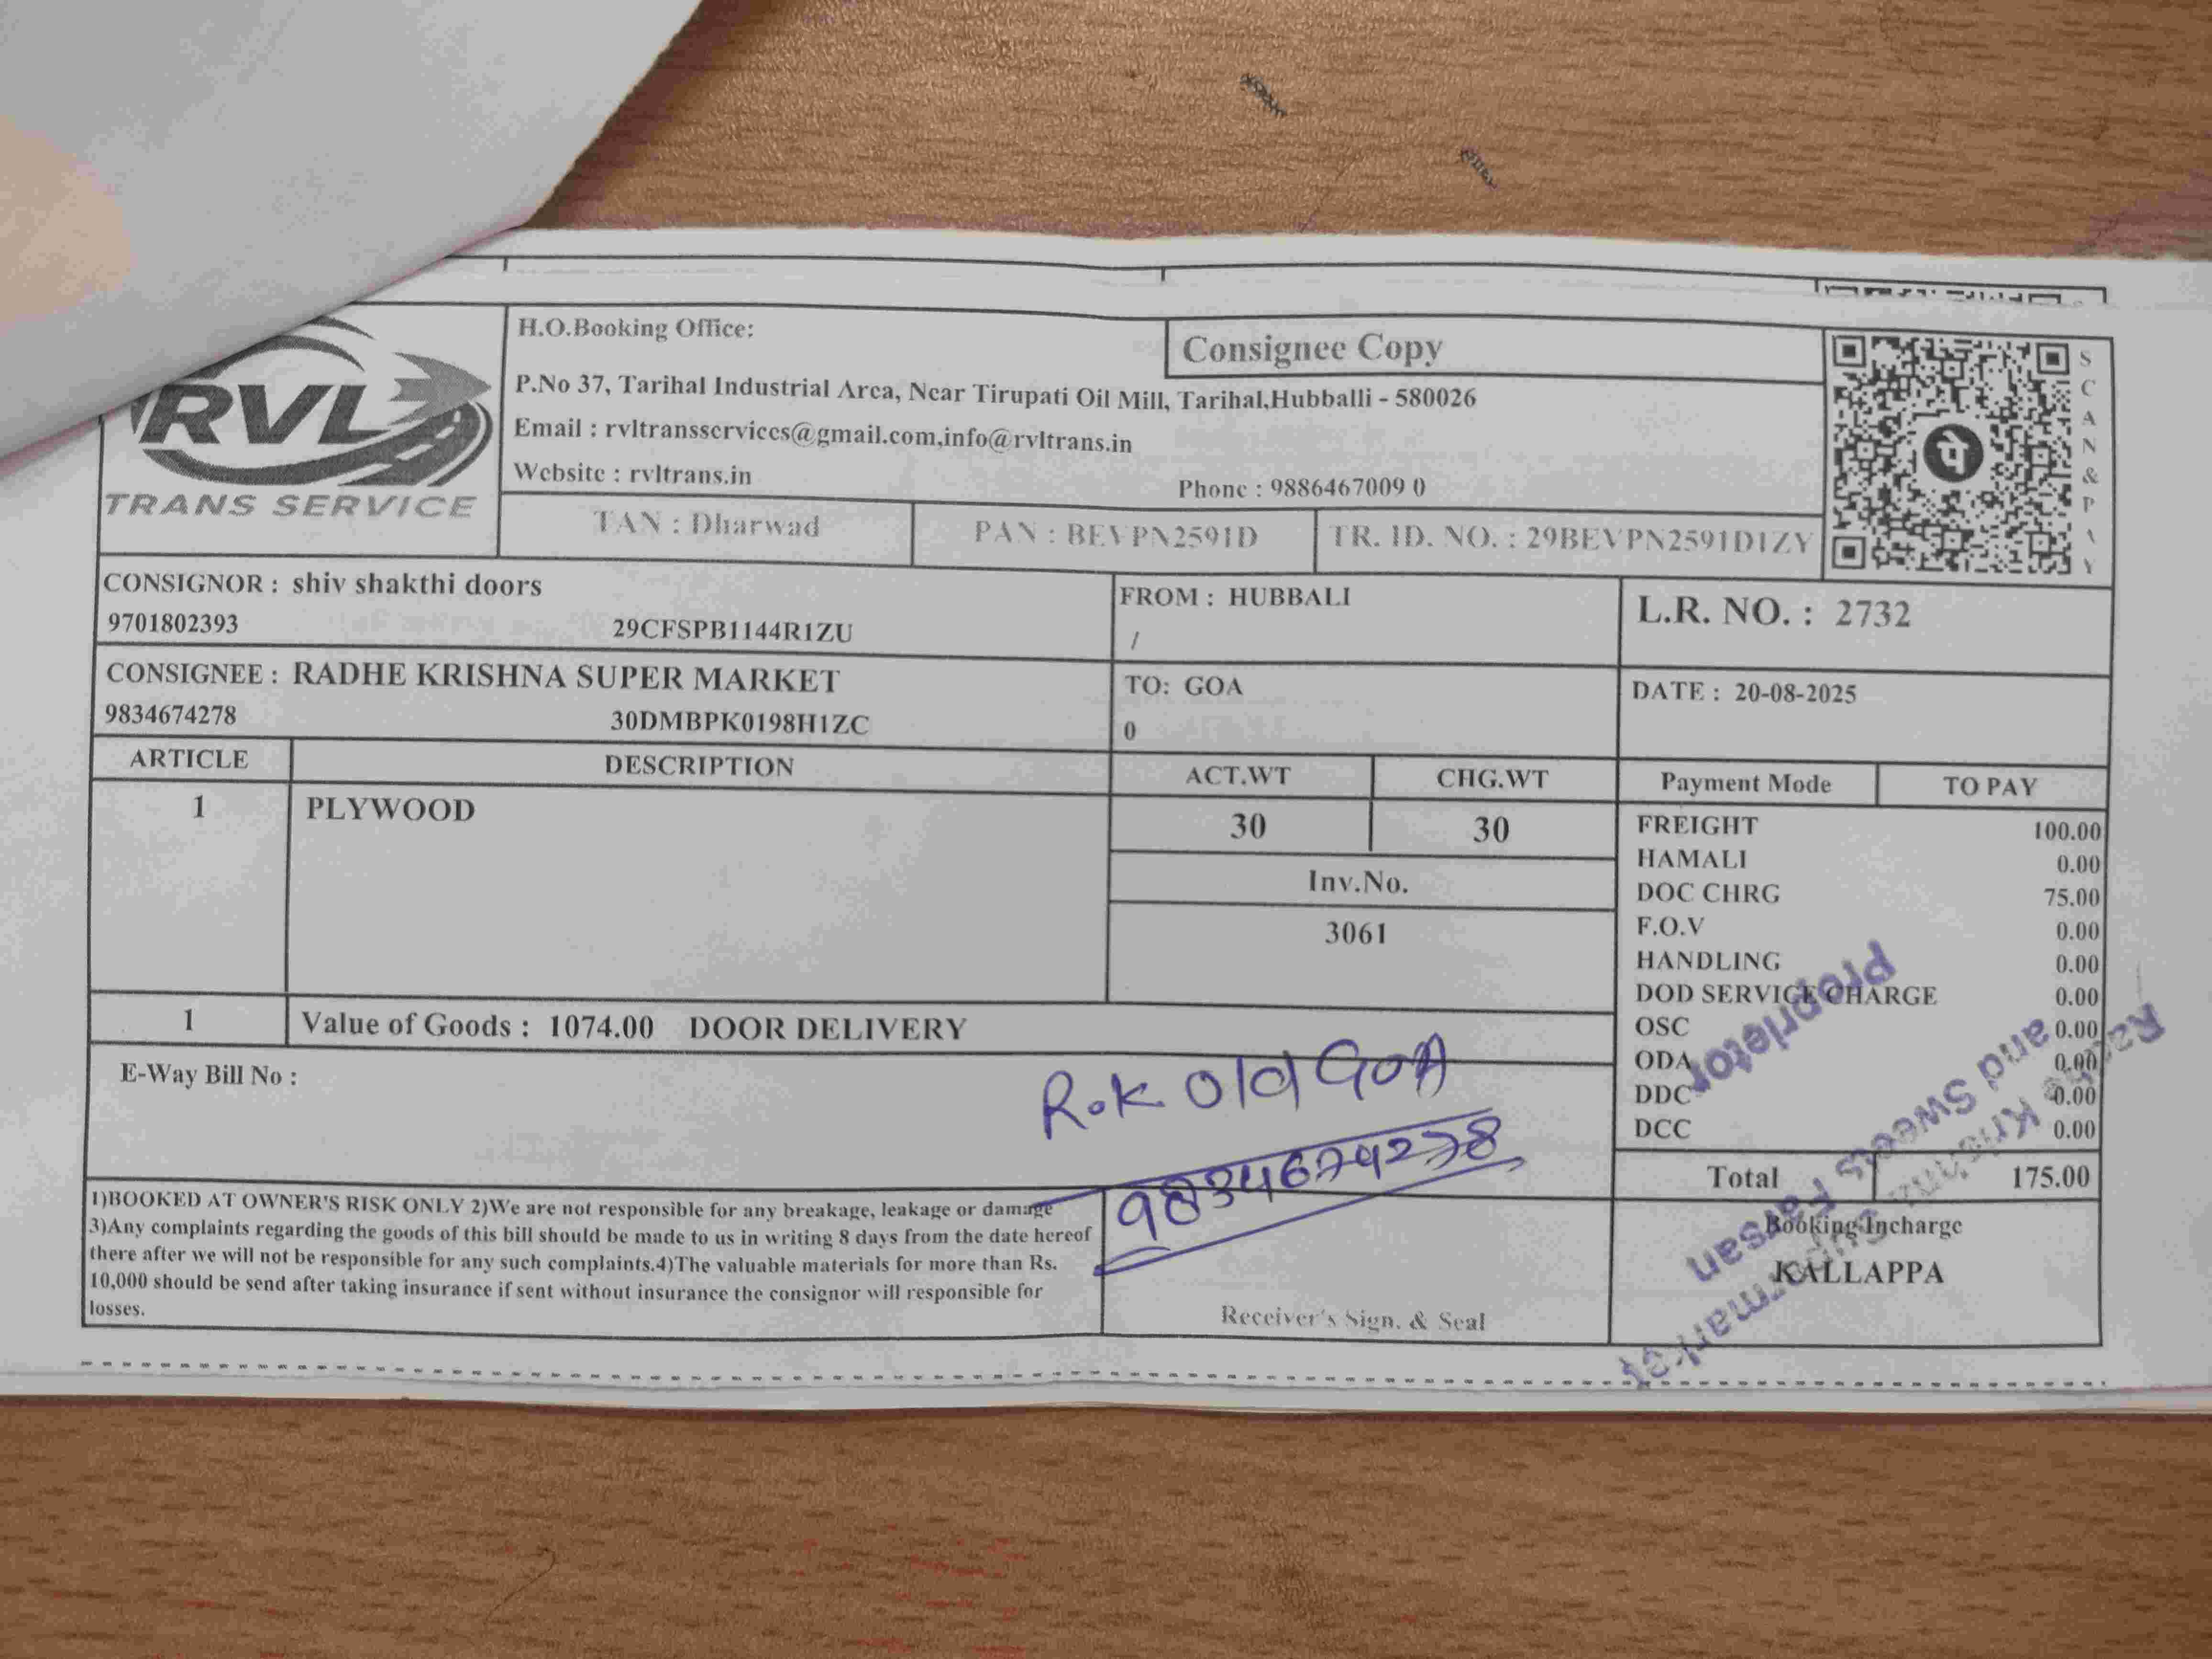 RVL
TRANS SERVICE
H.O.Booking Office:
Consignee Copy
P.No 37, Tarihal Industrial Area, Near Tirupati Oil Mill, Tarihal,Hubballi - 580026
Email : rvltransservices@gmail.com,info@rvltrans.in
Website : rvltrans.in
Phone : 9886467009 0
TAN : Dharwad
PAN : BEVPN2591D
TR. ID. NO. : 29BEVPN2591D1ZY
SCAN&PAY
CONSIGNOR : shiv shakthi doors
9701802393 29CFSPB1144R1ZU
FROM : HUBBALI
/
L.R. NO. : 2732
CONSIGNEE : RADHE KRISHNA SUPER MARKET
9834674278 30DMBPK0198H1ZC
TO: GOA
0
DATE : 20-08-2025
ARTICLE DESCRIPTION ACT.WT CHG.WT Payment Mode TO PAY
1 PLYWOOD 30 30
Inv.No.
3061
FREIGHT 100.00
HAMALI 0.00
DOC CHRG 75.00
F.O.V 0.00
HANDLING 0.00
DOD SERVICE CHARGE 0.00
OSC 0.00
ODA 0.00
DDC 0.00
DCC 0.00
Total 175.00
1 Value of Goods : 1074.00 DOOR DELIVERY
E-Way Bill No :
R.K. Old GOA
9834674278
1)BOOKED AT OWNER'S RISK ONLY 2)We are not responsible for any breakage, leakage or damage
3)Any complaints regarding the goods of this bill should be made to us in writing 8 days from the date hereof
there after we will not be responsible for any such complaints.4)The valuable materials for more than Rs.
10,000 should be send after taking insurance if sent without insurance the consignor will responsible for
losses.
Receiver's Sign. & Seal
Booking Incharge
KALLAPPA
Krishna
and Sweets Farsan
Proprietor